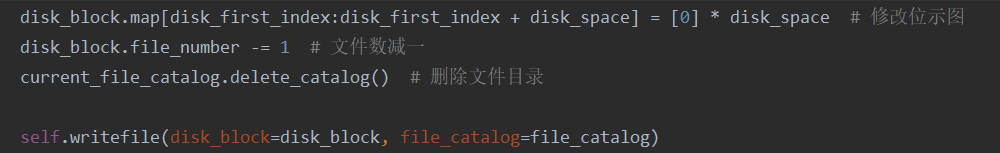 disk_block.map[disk_first_index:disk_first_index + disk_space] = [0] * disk_space  # 修改位示图
disk_block.file_number -= 1  # 文件数减一
current_file_catalog.delete_catalog()  # 删除文件目录
self.writefile(disk_block=disk_block, file_catalog=file_catalog)